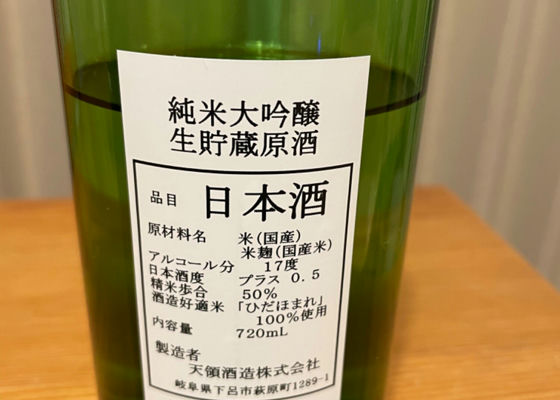 純米大吟醸
生貯蔵原酒
品目 日本酒
原材料名 米(国産)
米麹(国産米)
アルコール分 17度
日本酒度 プラス 0.5
精米歩合 50%
酒造好適米 「ひだほまれ」
100%使用
内容量 720mL
製造者
天領酒造株式会社
岐阜県下呂市萩原町1289-1